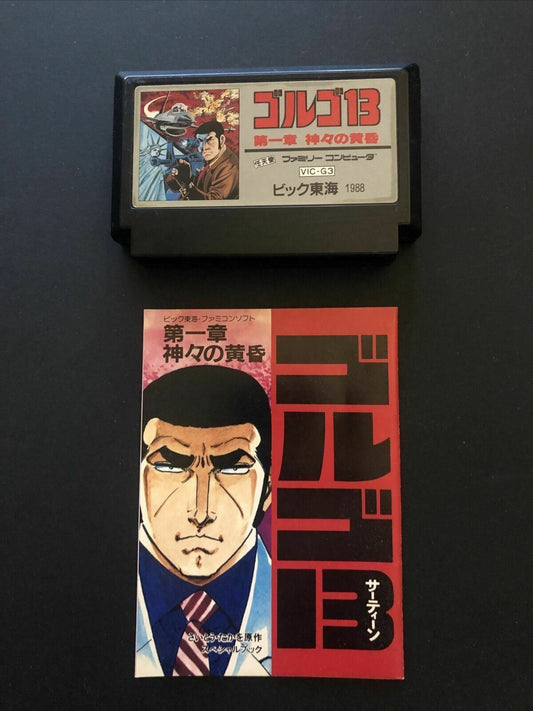 ゴルゴ13
第一章 神々の黄昏
任天堂 ファミリー コンピュータ
VIC-G3
ビック東海 1988
ビック東海・ファミコンソフト
第一章
神々の黄昏
ゴルゴ13
サーティーン
さいとう・たかを原作
スペシャルブック